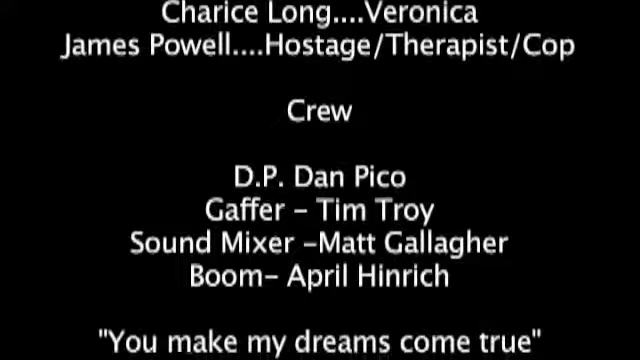 Charice Long....Veronica
James Powell....Hostage/Therapist/Cop
Crew
D.P. Dan Pico
Gaffer – Tim Troy
Sound Mixer –Matt Gallagher
Boom– April Hinrich
"You make my dreams come true"